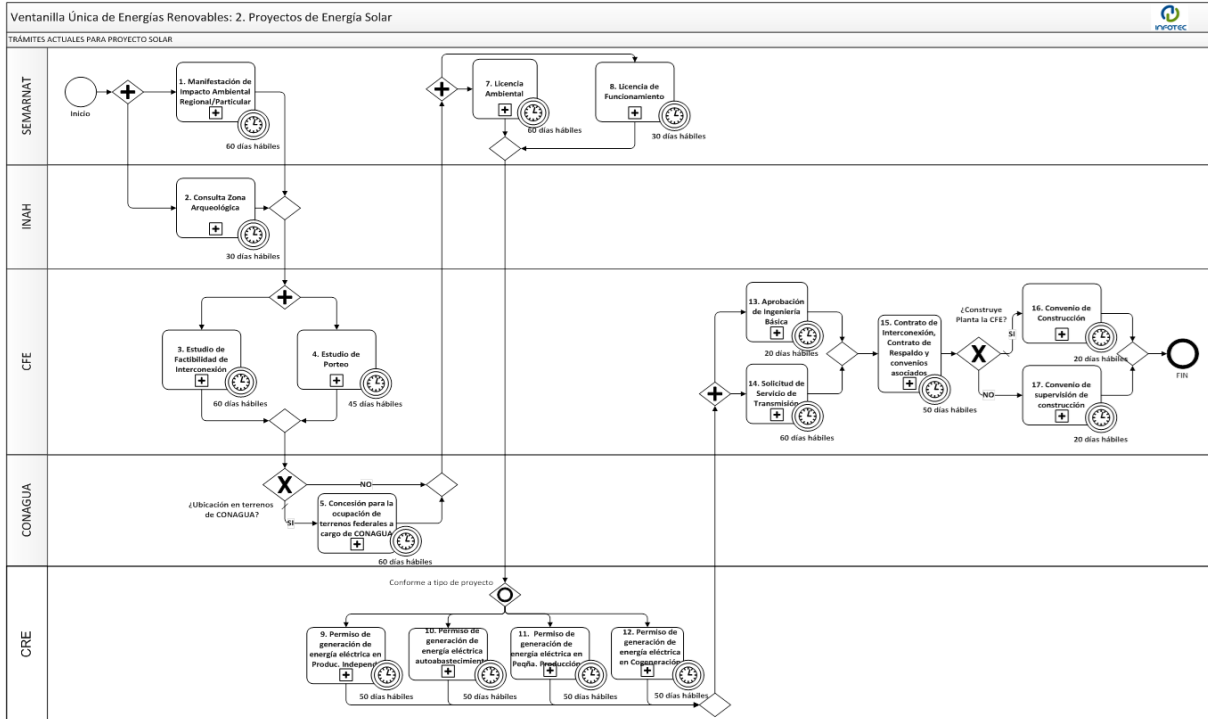 Ventanilla Única de Energías Renovables: 2. Proyectos de Energía Solar
INFOTEC
TRÁMITES ACTUALES PARA PROYECTO SOLAR
SEMARNAT
Inicio
1. Manifestación de
Impacto Ambiental
Regional/Particular
60 días hábiles
7. Licencia
Ambiental
60 días hábiles
8. Licencia de
Funcionamiento
30 días hábiles
INAH
2. Consulta Zona
Arqueológica
30 días hábiles
CFE
3. Estudio de
Factibilidad de
Interconexión
60 días hábiles
4. Estudio de
Porteo
45 días hábiles
13. Aprobación
de Ingeniería
Básica
20 días hábiles
14. Solicitud de
Servicio de
Transmisión
60 días hábiles
15. Contrato de
Interconexión,
Contrato de
Respaldo y
convenios
asociados
50 días hábiles
¿Construye
Planta la CFE?
SI
NO
16. Convenio de
Construcción
20 días hábiles
17. Convenio de
supervisión de
construcción
20 días hábiles
FIN
CONAGUA
¿Ubicación en terrenos
de CONAGUA?
NO
SI
5. Concesión para la
ocupación de
terrenos federales a
cargo de CONAGUA
60 días hábiles
CRE
Conforme a tipo de proyecto
9. Permiso de
generación de
energía eléctrica en
Produc. Independ
50 días hábiles
10. Permiso de
generación de
energía eléctrica
autoabastecimiento
50 días hábiles
11. Permiso de
generación de
energía eléctrica en
Peqña. Producción
50 días hábiles
12. Permiso de
generación de
energía eléctrica
en Cogeneración
50 días hábiles